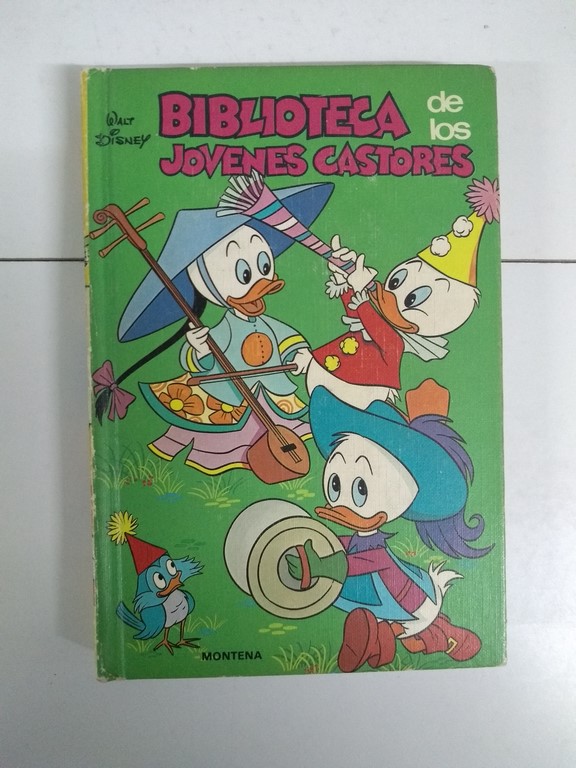 WALT
DISNEY
BIBLIOTECA de
los
JOVENES CASTORES
MONTENA